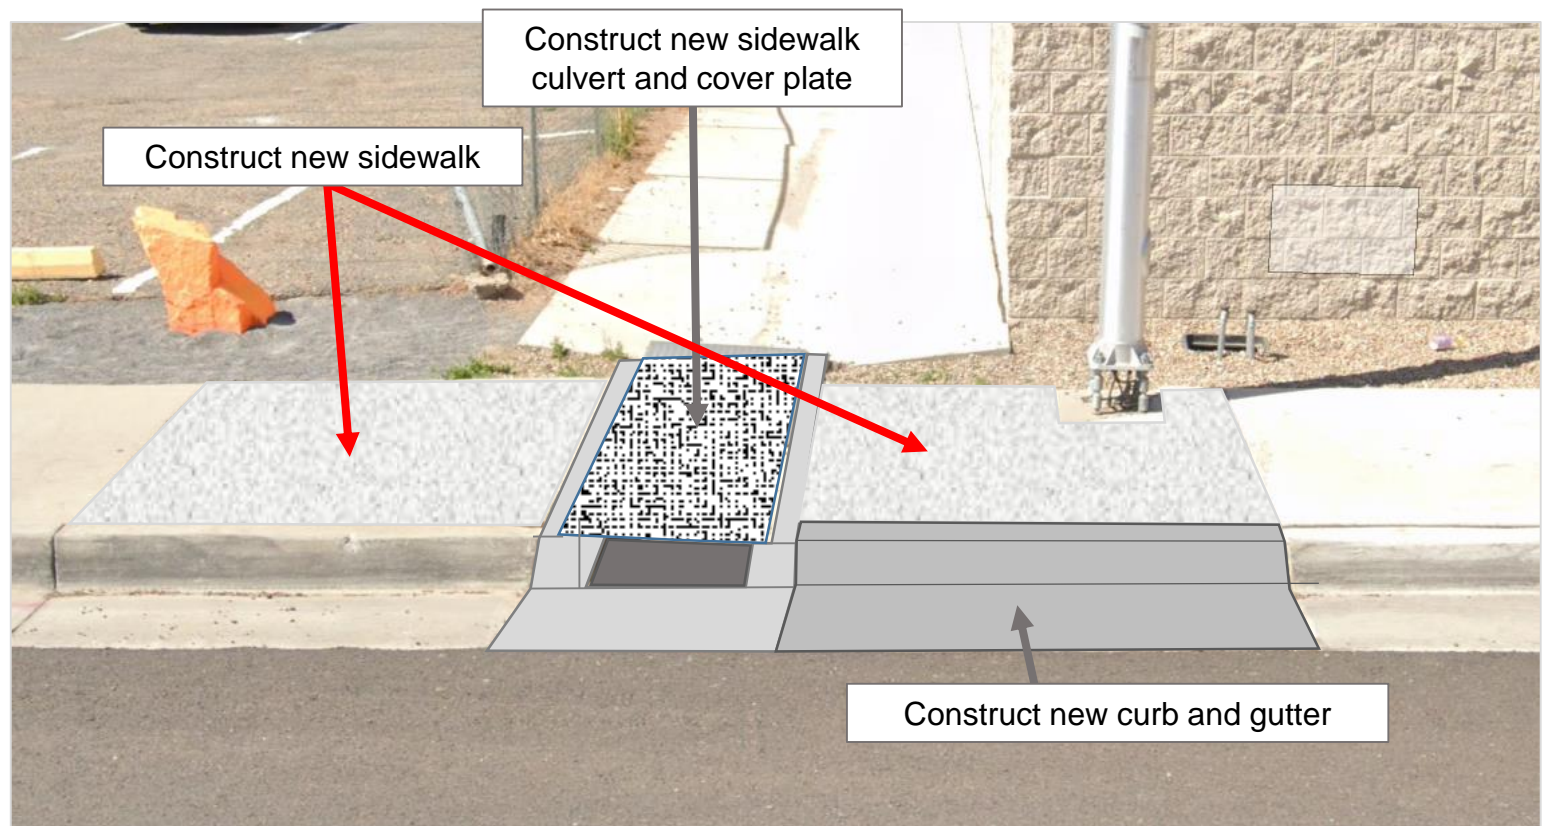 Construct new sidewalk
culvert and cover plate
Construct new sidewalk
Construct new curb and gutter